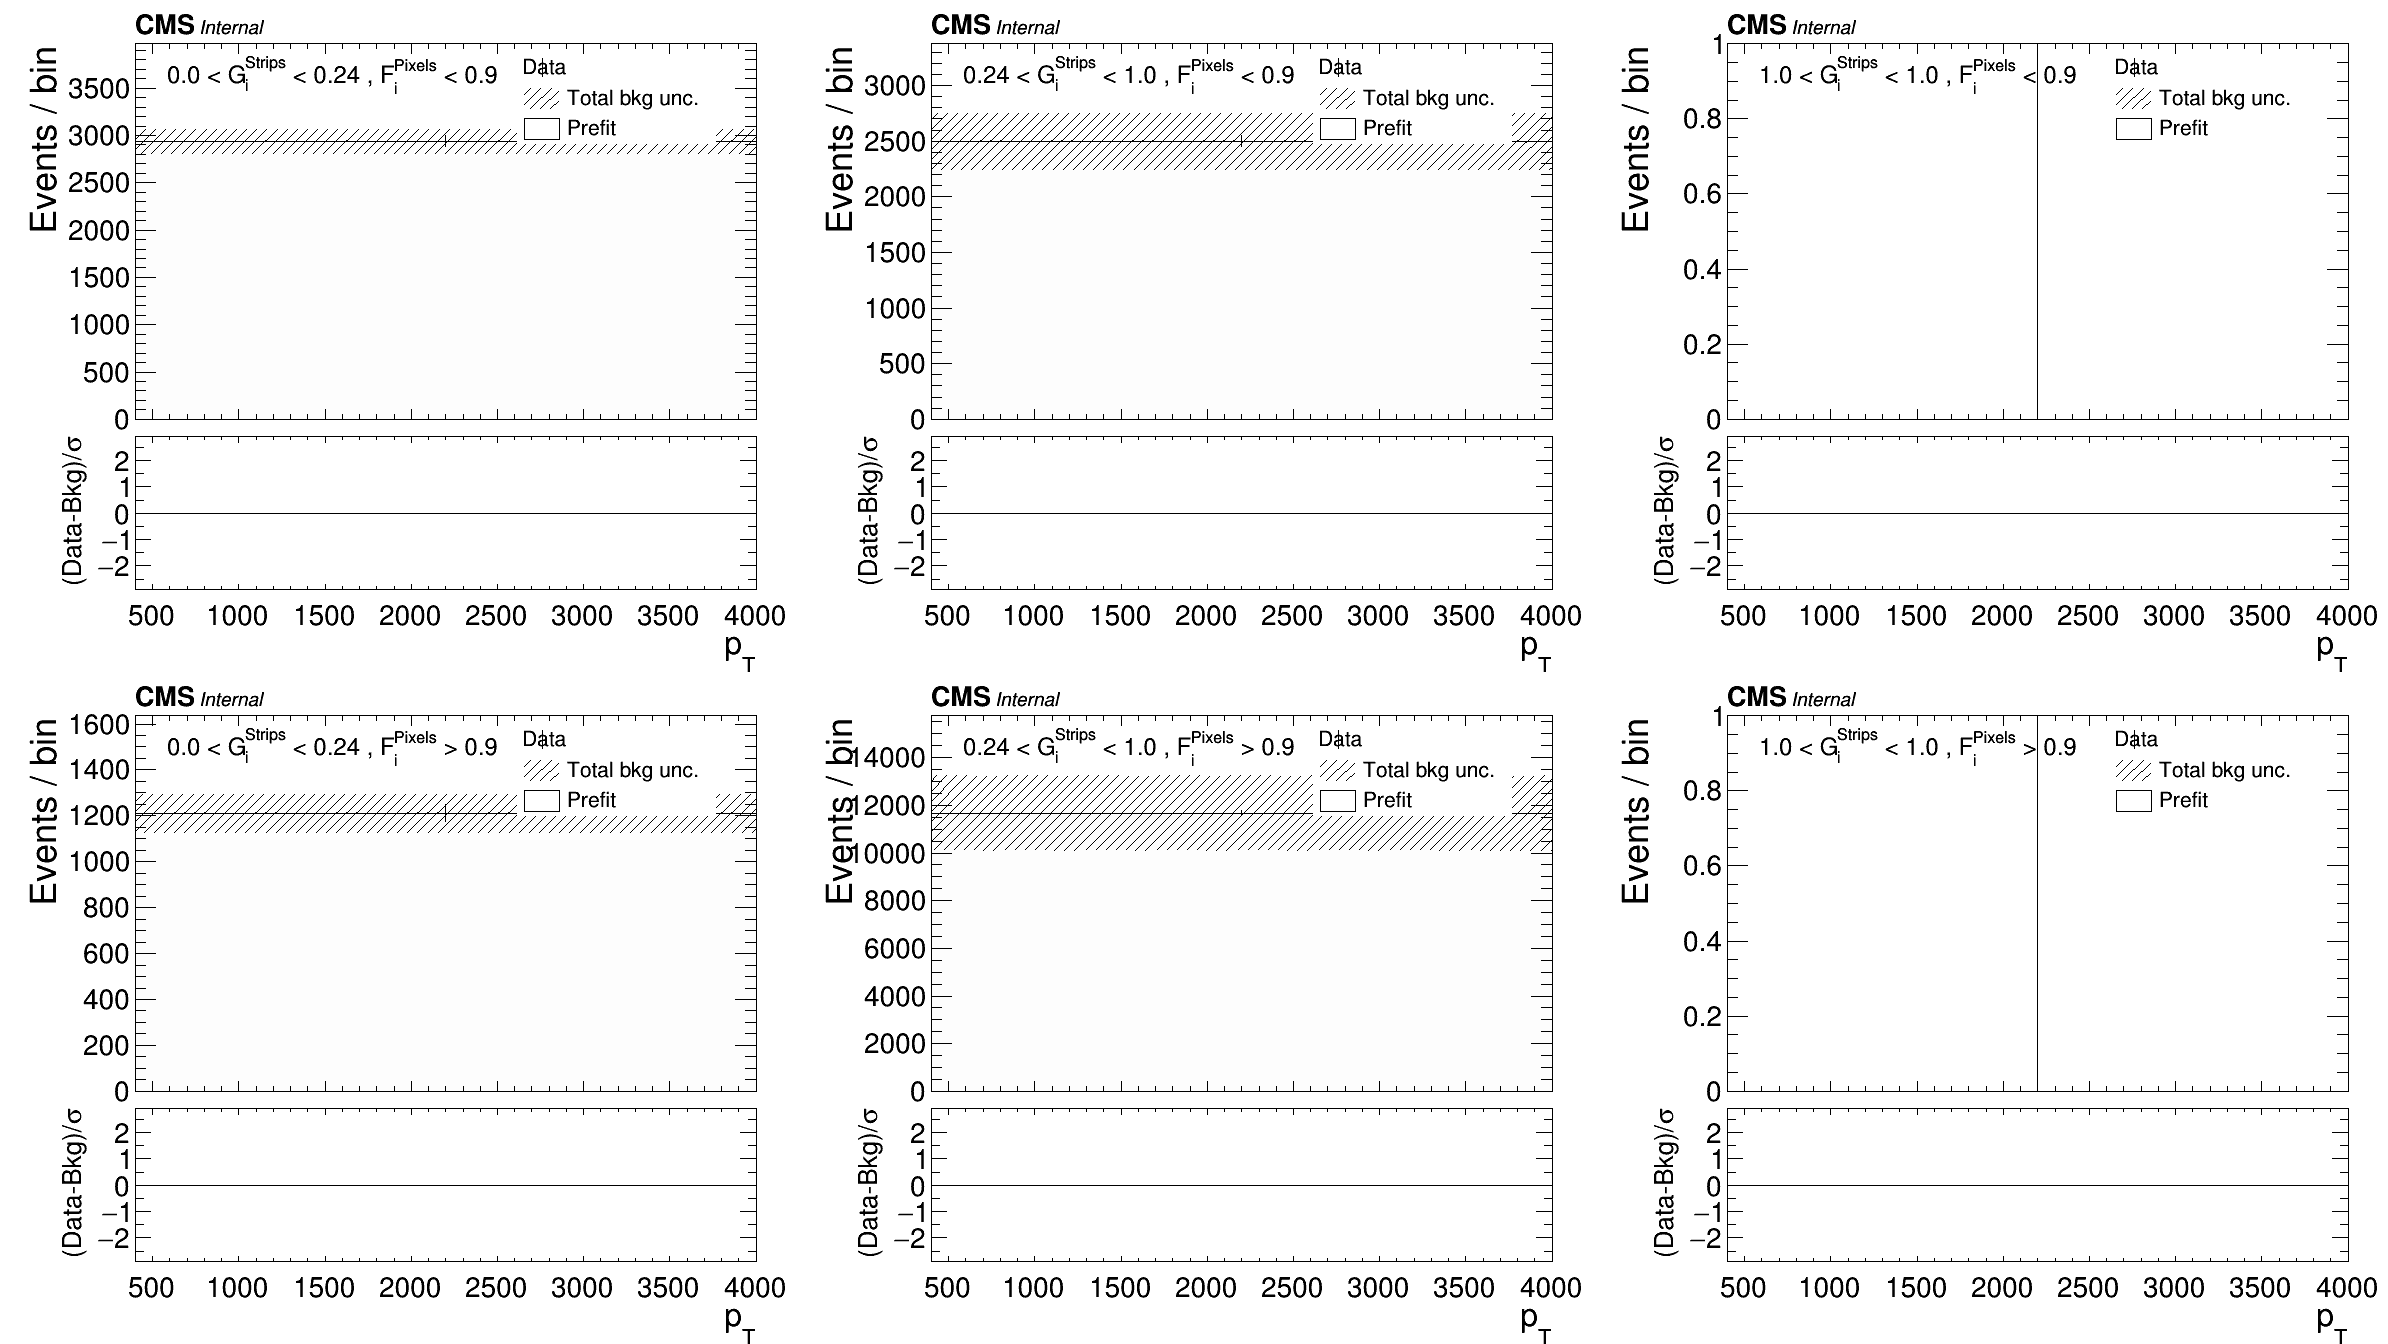 CMS Internal
0.0 < G_i^Strips < 0.24 , F_i^Pixels < 0.9
Data
Total bkg unc.
Prefit
Events / bin
3500
3000
2500
2000
1500
1000
500
0
(Data-Bkg)/σ
2
1
0
−1
−2
500 1000 1500 2000 2500 3000 3500 4000
p_T
CMS Internal
0.24 < G_i^Strips < 1.0 , F_i^Pixels < 0.9
Data
Total bkg unc.
Prefit
Events / bin
3000
2500
2000
1500
1000
500
0
(Data-Bkg)/σ
2
1
0
−1
−2
500 1000 1500 2000 2500 3000 3500 4000
p_T
CMS Internal
1.0 < G_i^Strips < 1.0 , F_i^Pixels < 0.9
Data
Total bkg unc.
Prefit
Events / bin
1
0.8
0.6
0.4
0.2
0
(Data-Bkg)/σ
2
1
0
−1
−2
500 1000 1500 2000 2500 3000 3500 4000
p_T
CMS Internal
0.0 < G_i^Strips < 0.24 , F_i^Pixels > 0.9
Data
Total bkg unc.
Prefit
Events / bin
1600
1400
1200
1000
800
600
400
200
0
(Data-Bkg)/σ
2
1
0
−1
−2
500 1000 1500 2000 2500 3000 3500 4000
p_T
CMS Internal
0.24 < G_i^Strips < 1.0 , F_i^Pixels > 0.9
Data
Total bkg unc.
Prefit
Events / bin
14000
12000
10000
8000
6000
4000
2000
0
(Data-Bkg)/σ
2
1
0
−1
−2
500 1000 1500 2000 2500 3000 3500 4000
p_T
CMS Internal
1.0 < G_i^Strips < 1.0 , F_i^Pixels > 0.9
Data
Total bkg unc.
Prefit
Events / bin
1
0.8
0.6
0.4
0.2
0
(Data-Bkg)/σ
2
1
0
−1
−2
500 1000 1500 2000 2500 3000 3500 4000
p_T